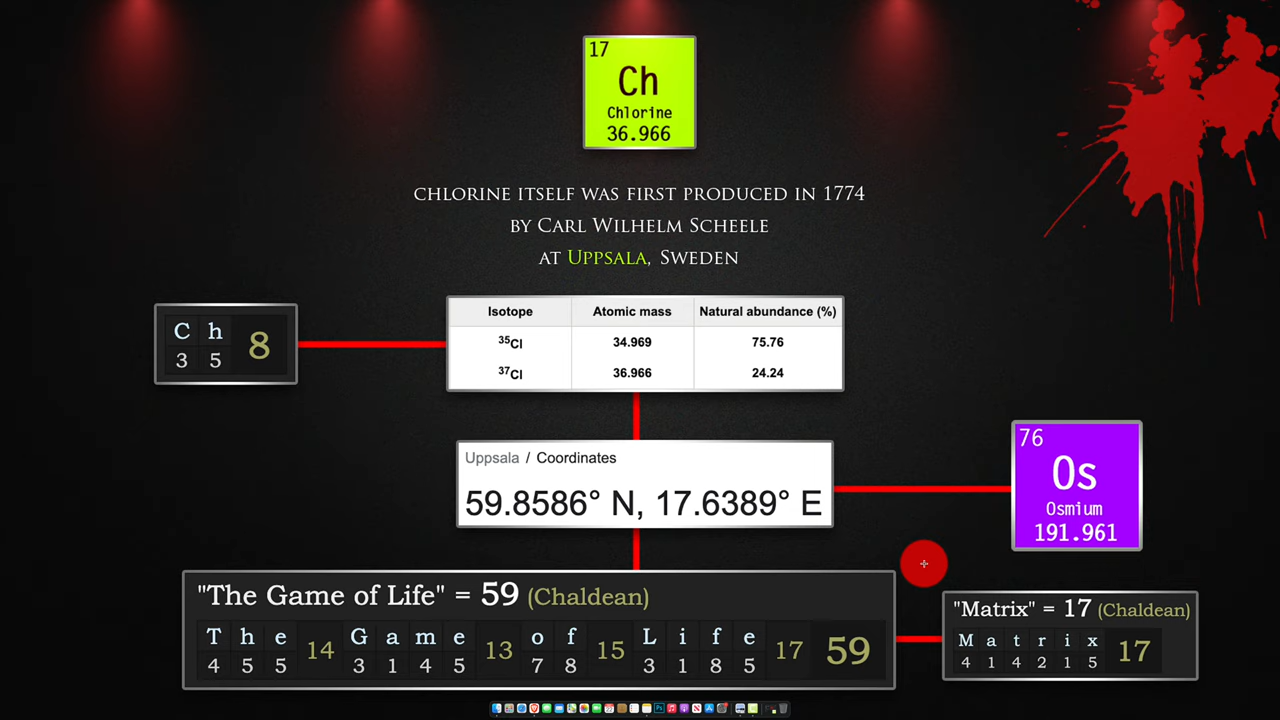 17
Ch
Chlorine
36.966
CHLORINE ITSELF WAS FIRST PRODUCED IN 1774
BY CARL WILHELM SCHEELE
AT UPPSALA, SWEDEN
C h 8
3 5
Isotope Atomic mass Natural abundance (%)
35Cl 34.969 75.76
37Cl 36.966 24.24
Uppsala / Coordinates
59.8586° N, 17.6389° E
76
Os
Osmium
191.961
"The Game of Life" = 59 (Chaldean)
T h e 14 G a m e 13 o f 15 L i f e 17 59
4 5 5 3 1 4 5 7 8 3 1 8 5
"Matrix" = 17 (Chaldean)
M a t r i x 17
4 1 4 2 1 5